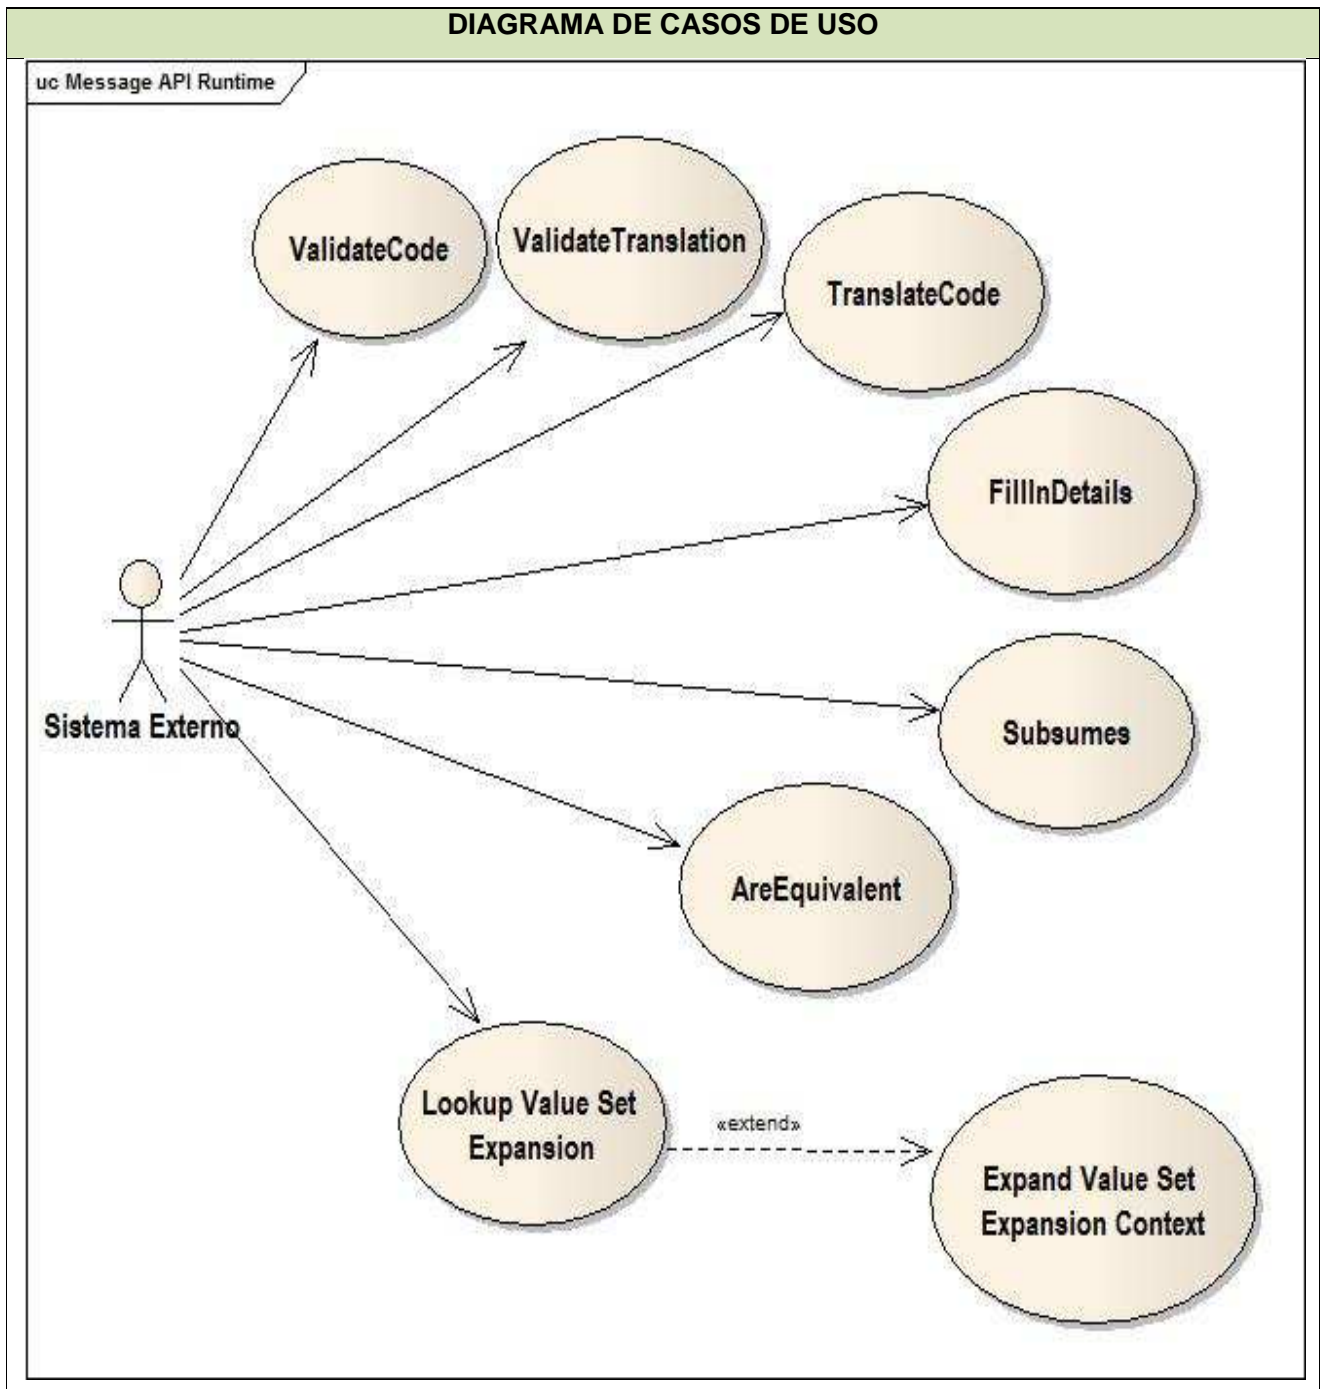 DIAGRAMA DE CASOS DE USO
uc Message API Runtime
ValidateCode
ValidateTranslation
TranslateCode
FillInDetails
Sistema Externo
Subsumes
AreEquivalent
Lookup Value Set
Expansion
«extend»
Expand Value Set
Expansion Context